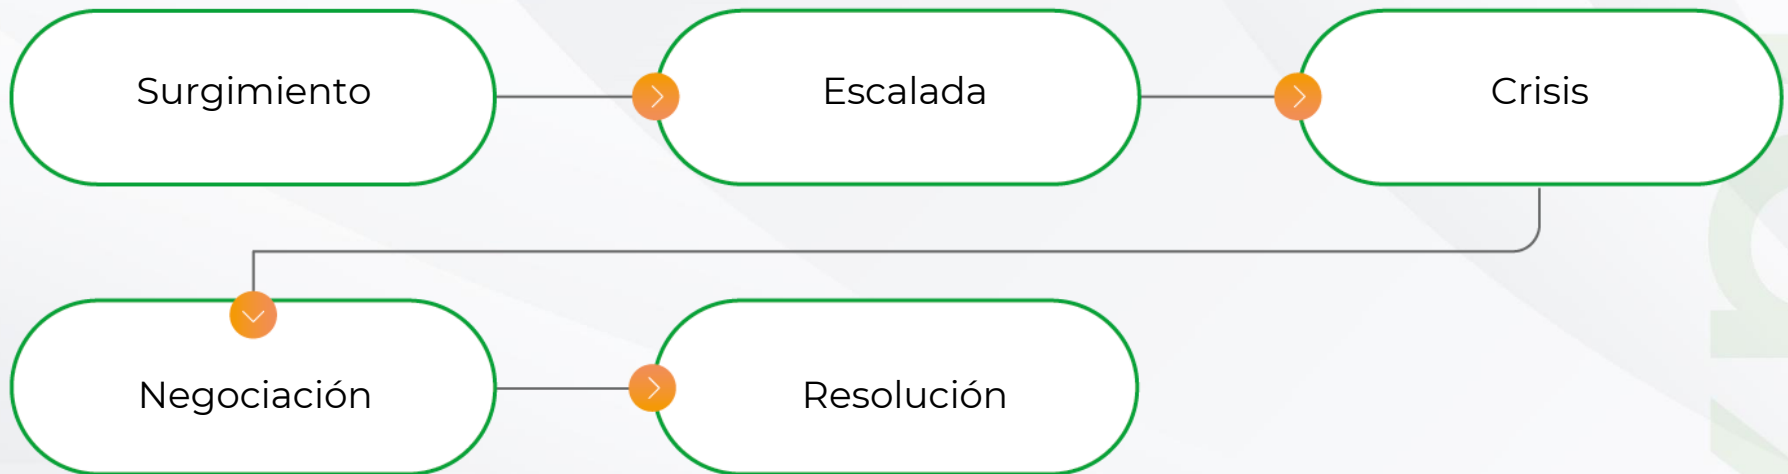 Surgimiento
Escalada
Crisis
Negociación
Resolución